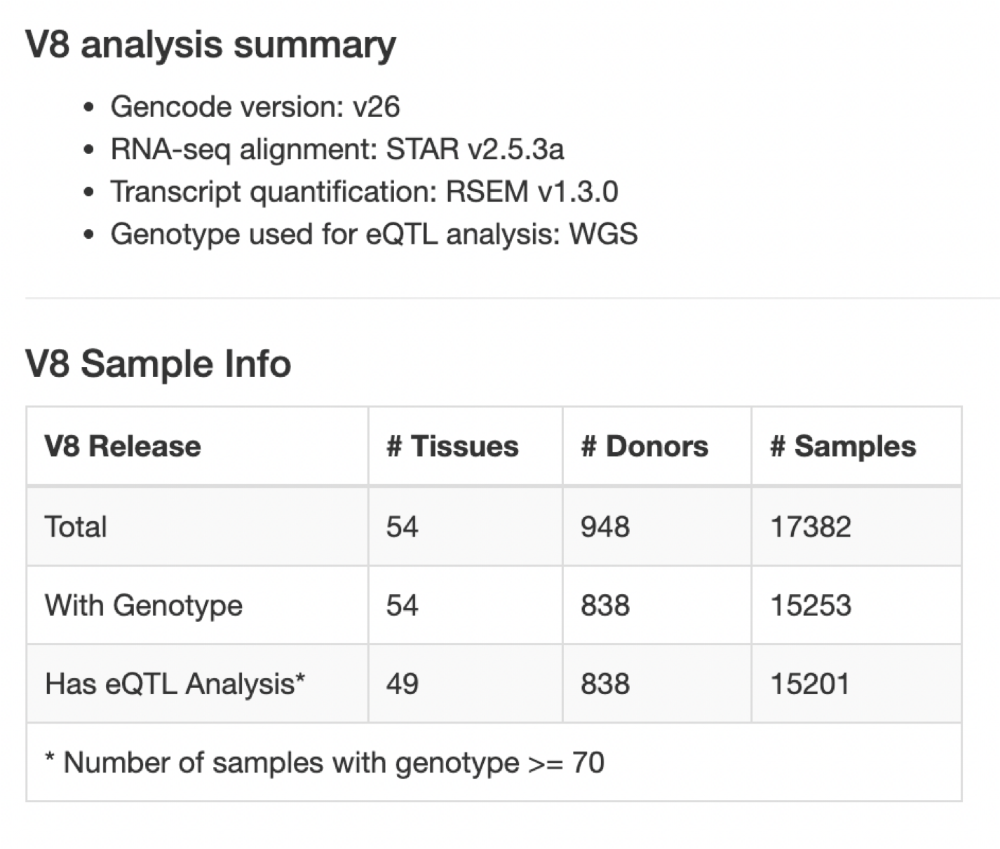 V8 analysis summary
• Gencode version: v26
• RNA-seq alignment: STAR v2.5.3a
• Transcript quantification: RSEM v1.3.0
• Genotype used for eQTL analysis: WGS
V8 Sample Info
V8 Release # Tissues # Donors # Samples
Total 54 948 17382
With Genotype 54 838 15253
Has eQTL Analysis* 49 838 15201
* Number of samples with genotype >= 70